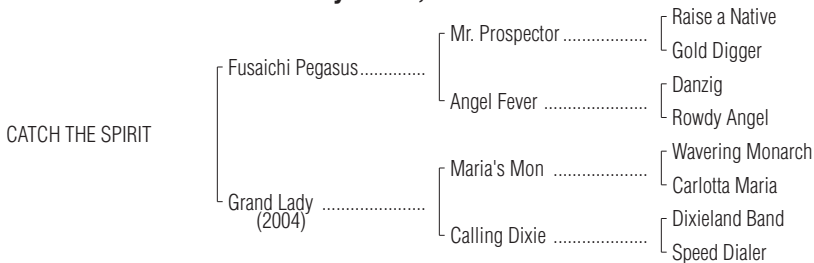 Mr. Prospector ..................
Raise a Native
Gold Digger
Fusaichi Pegasus..............
Angel Fever ......................
Danzig
Rowdy Angel
CATCH THE SPIRIT
Maria's Mon ....................
Wavering Monarch
Carlotta Maria
Grand Lady ......................
(2004)
Calling Dixie ....................
Dixieland Band
Speed Dialer